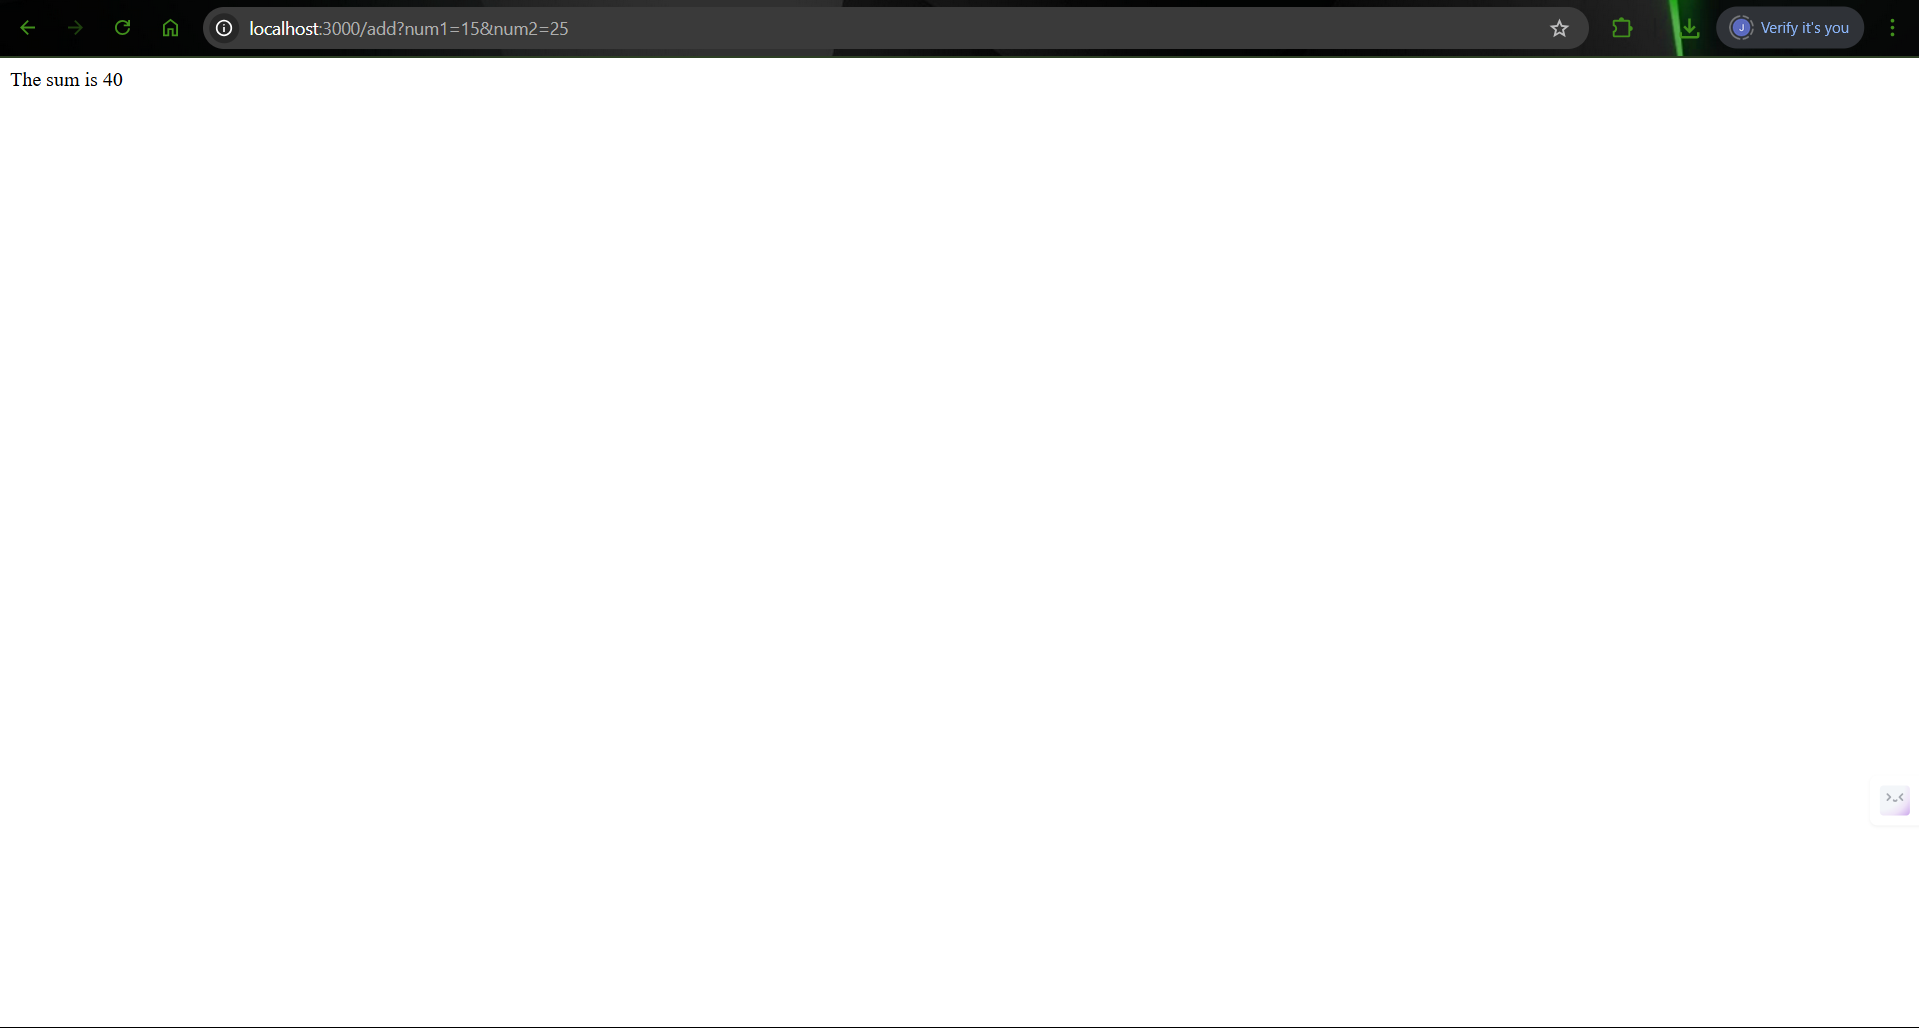 localhost:3000/add?num1=15&num2=25
J Verify it's you
The sum is 40